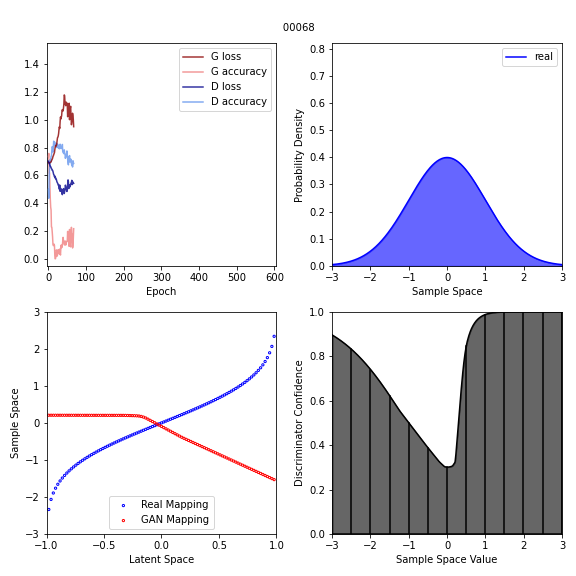 00068
G loss
G accuracy
D loss
D accuracy
1.4
1.2
1.0
0.8
0.6
0.4
0.2
0.0
0 100 200 300 400 500 600
Epoch
real
Probability Density
0.8
0.7
0.6
0.5
0.4
0.3
0.2
0.1
0.0
−3 −2 −1 0 1 2 3
Sample Space
Sample Space
3
2
1
0
−1
−2
−3
Real Mapping
GAN Mapping
−1.0 −0.5 0.0 0.5 1.0
Latent Space
Discriminator Confidence
1.0
0.8
0.6
0.4
0.2
0.0
−3 −2 −1 0 1 2 3
Sample Space Value